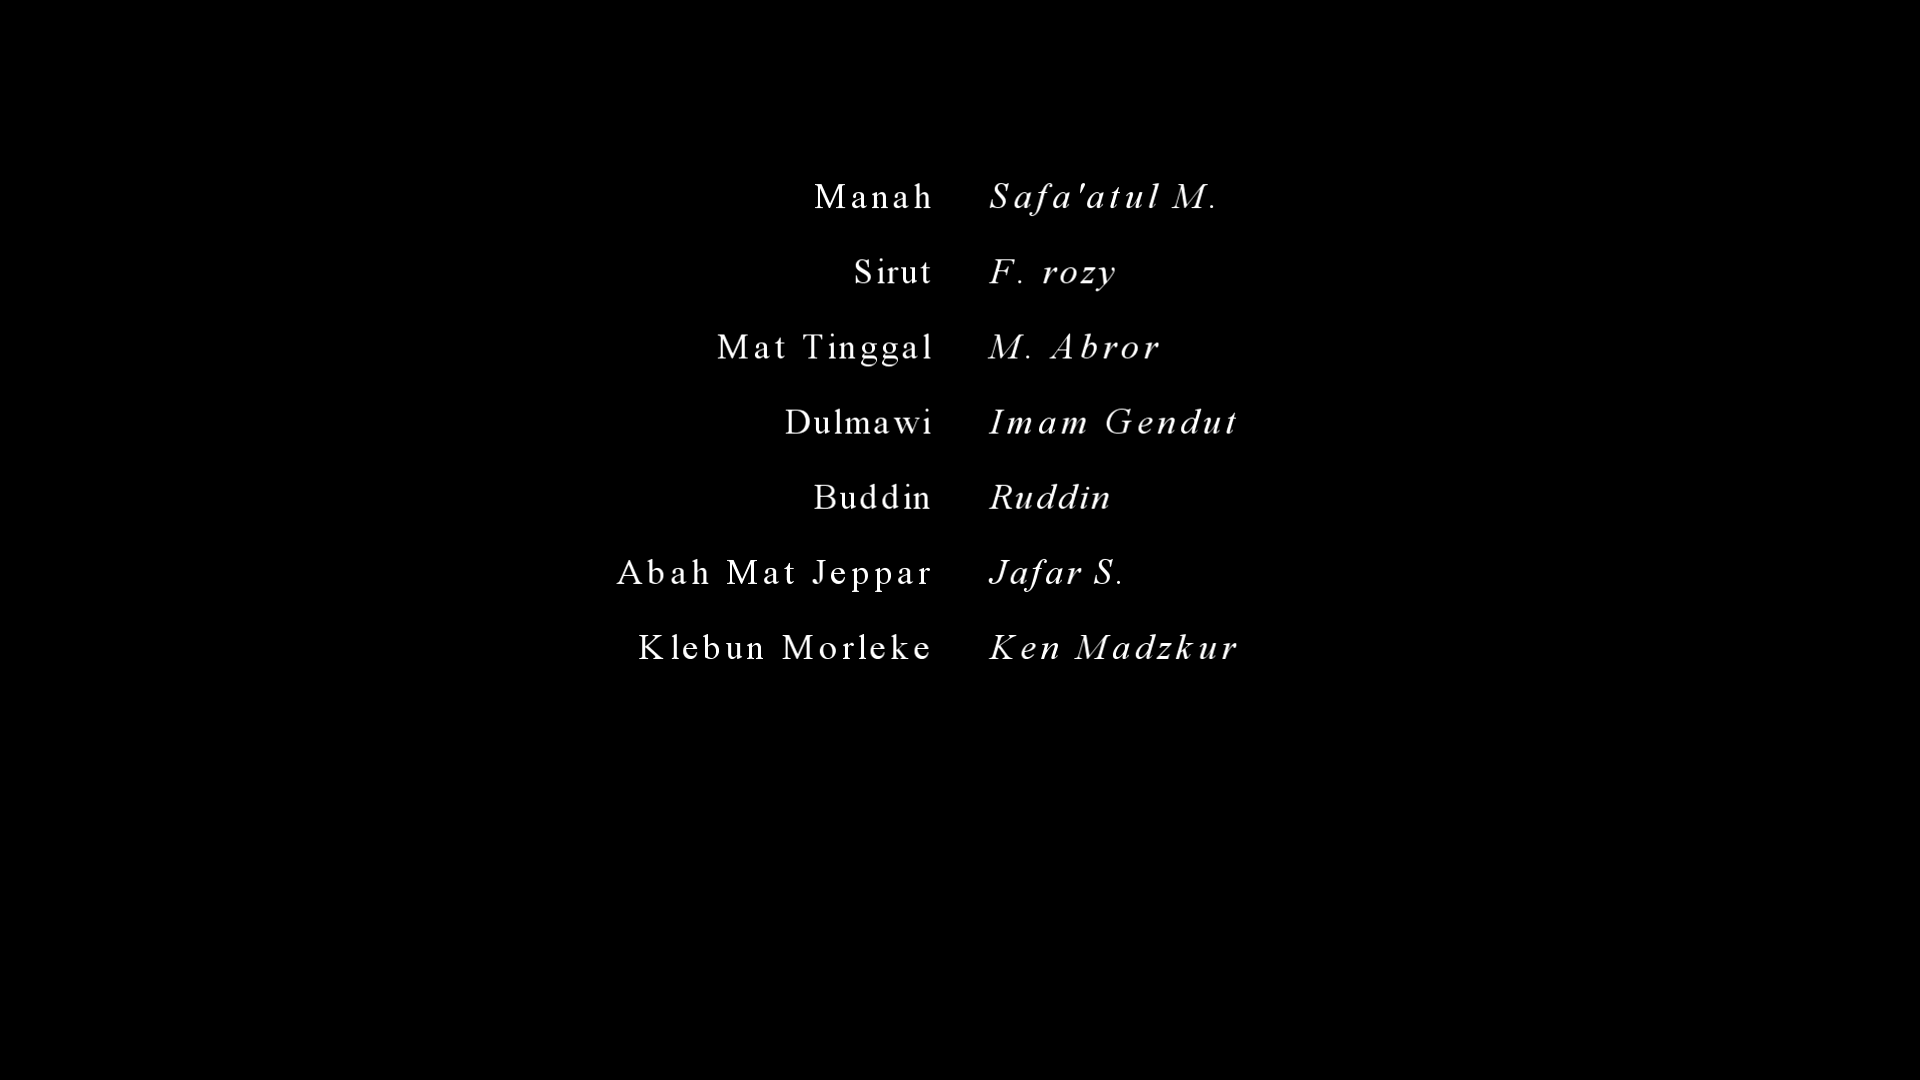 Manah Safa'atul M.
Sirut F. rozy
Mat Tinggal M. Abror
Dulmawi Imam Gendut
Buddin Ruddin
Abah Mat Jeppar Jafar S.
Klebun Morleke Ken Madzkur